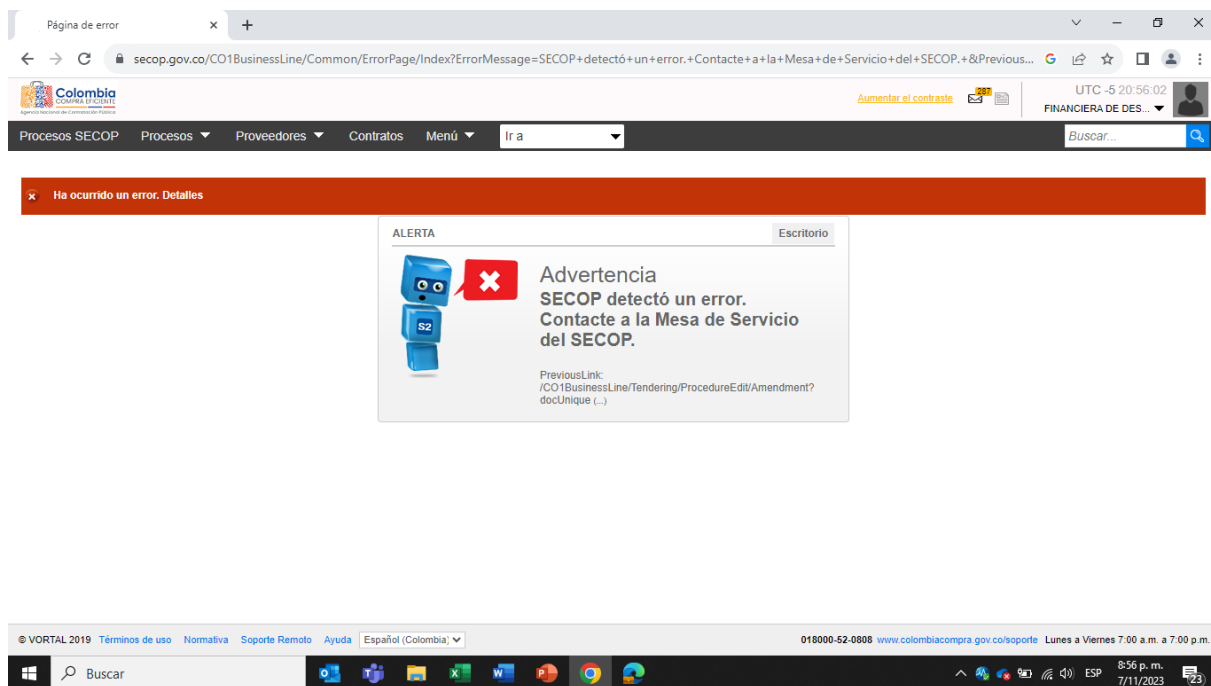 Página de error
secop.gov.co/CO1BusinessLine/Common/ErrorPage/Index?ErrorMessage=SECOP+detectó+un+error.+Contacte+a+la+Mesa+de+Servicio+del+SECOP.+&Previous...
Colombia
COMPRA EFICIENTE
Agencia Nacional de Contratación Pública
Aumentar el contraste
287
UTC -5 20:56:02
FINANCIERA DE DES...
Procesos SECOP Procesos Proveedores Contratos Menú Ir a Buscar...
Ha ocurrido un error. Detalles
ALERTA Escritorio
Advertencia
SECOP detectó un error.
Contacte a la Mesa de Servicio
del SECOP.
S2
PreviousLink:
/CO1BusinessLine/Tendering/ProcedureEdit/Amendment?
docUnique (...)
© VORTAL 2019 Términos de uso Normativa Soporte Remoto Ayuda Español (Colombia) 018000-52-0808 www.colombiacompra.gov.co/soporte Lunes a Viernes 7:00 a.m. a 7:00 p.m.
Buscar
ESP
8:56 p. m.
7/11/2023
23